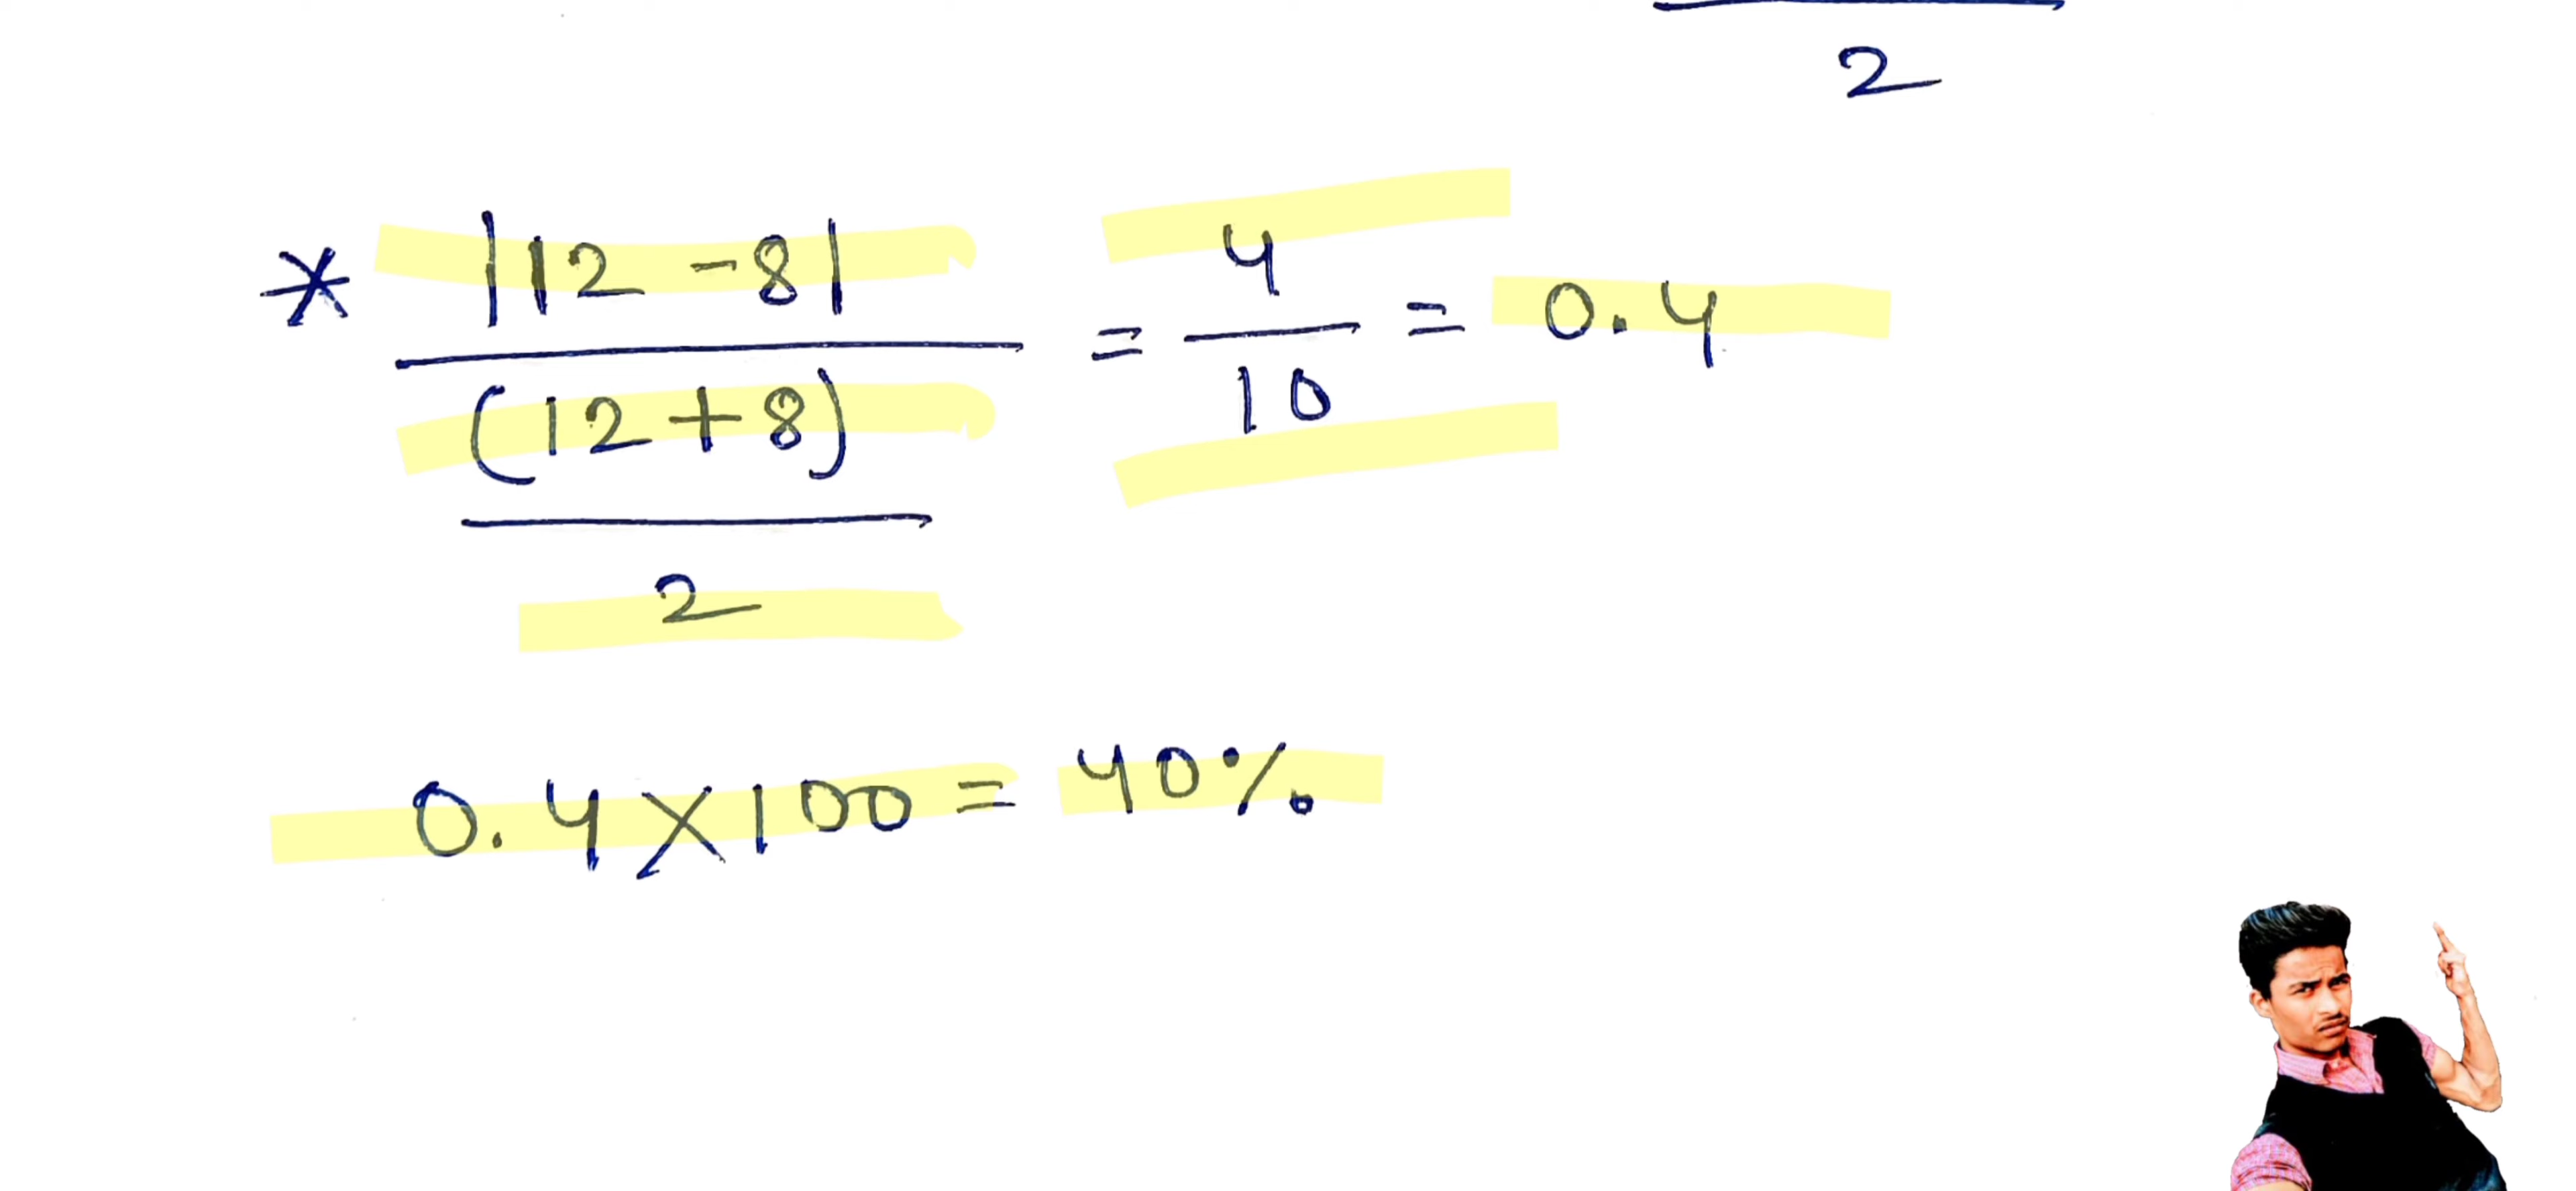 2
* |12 - 8| / (12 + 8) / 2 = 4 / 10 = 0.4
0.4 × 100 = 40%